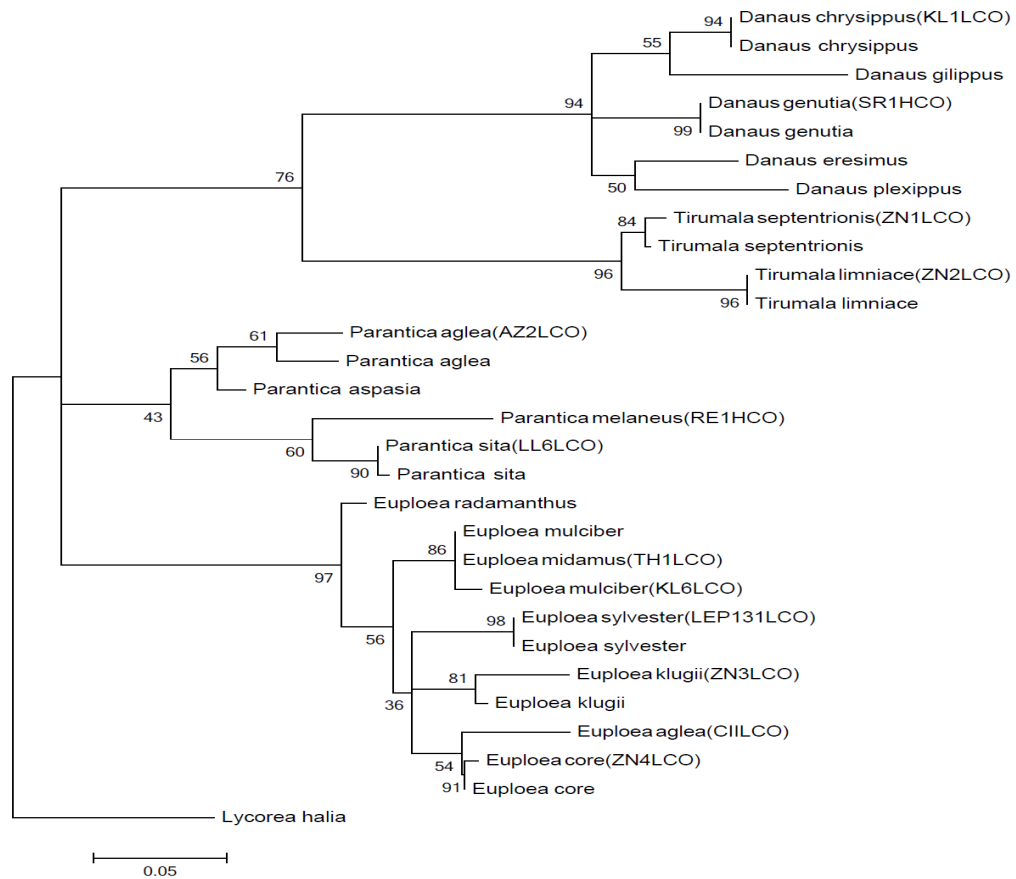 94
Danaus chrysippus(KL1LCO)
55
Danaus chrysippus
Danaus gilippus
94
Danaus genutia(SR1HCO)
99
Danaus genutia
Danaus eresimus
50
Danaus plexippus
76
84
Tirumala septentrionis(ZN1LCO)
Tirumala septentrionis
96
Tirumala limniace(ZN2LCO)
96
Tirumala limniace
61
Parantica aglea(AZ2LCO)
56
Parantica aglea
Parantica aspasia
43
Parantica melaneus(RE1HCO)
60
Parantica sita(LL6LCO)
90
Parantica sita
Euploea radamanthus
Euploea mulciber
86
Euploea midamus(TH1LCO)
97
Euploea mulciber(KL6LCO)
98
Euploea sylvester(LEP131LCO)
56
Euploea sylvester
81
Euploea klugii(ZN3LCO)
36
Euploea klugii
Euploea aglea(CIILCO)
54
Euploea core(ZN4LCO)
91
Euploea core
Lycorea halia
0.05